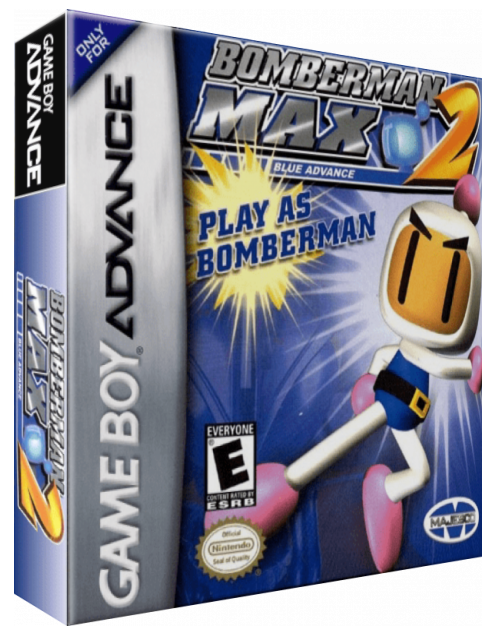 GAME BOY
ADVANCE
BOMBERMAN
MAX 2
BLUE ADVANCE
ONLY
FOR
GAME BOY ADVANCE
BOMBERMAN
MAX 2
BLUE ADVANCE
PLAY AS
BOMBERMAN
EVERYONE
E
CONTENT RATED BY
ESRB
Official
Nintendo
Seal of Quality
MAJESCO